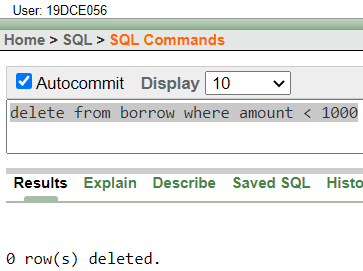 User: 19DCE056
Home > SQL > SQL Commands
Autocommit Display 10
delete from borrow where amount < 1000
Results Explain Describe Saved SQL Histo
0 row(s) deleted.